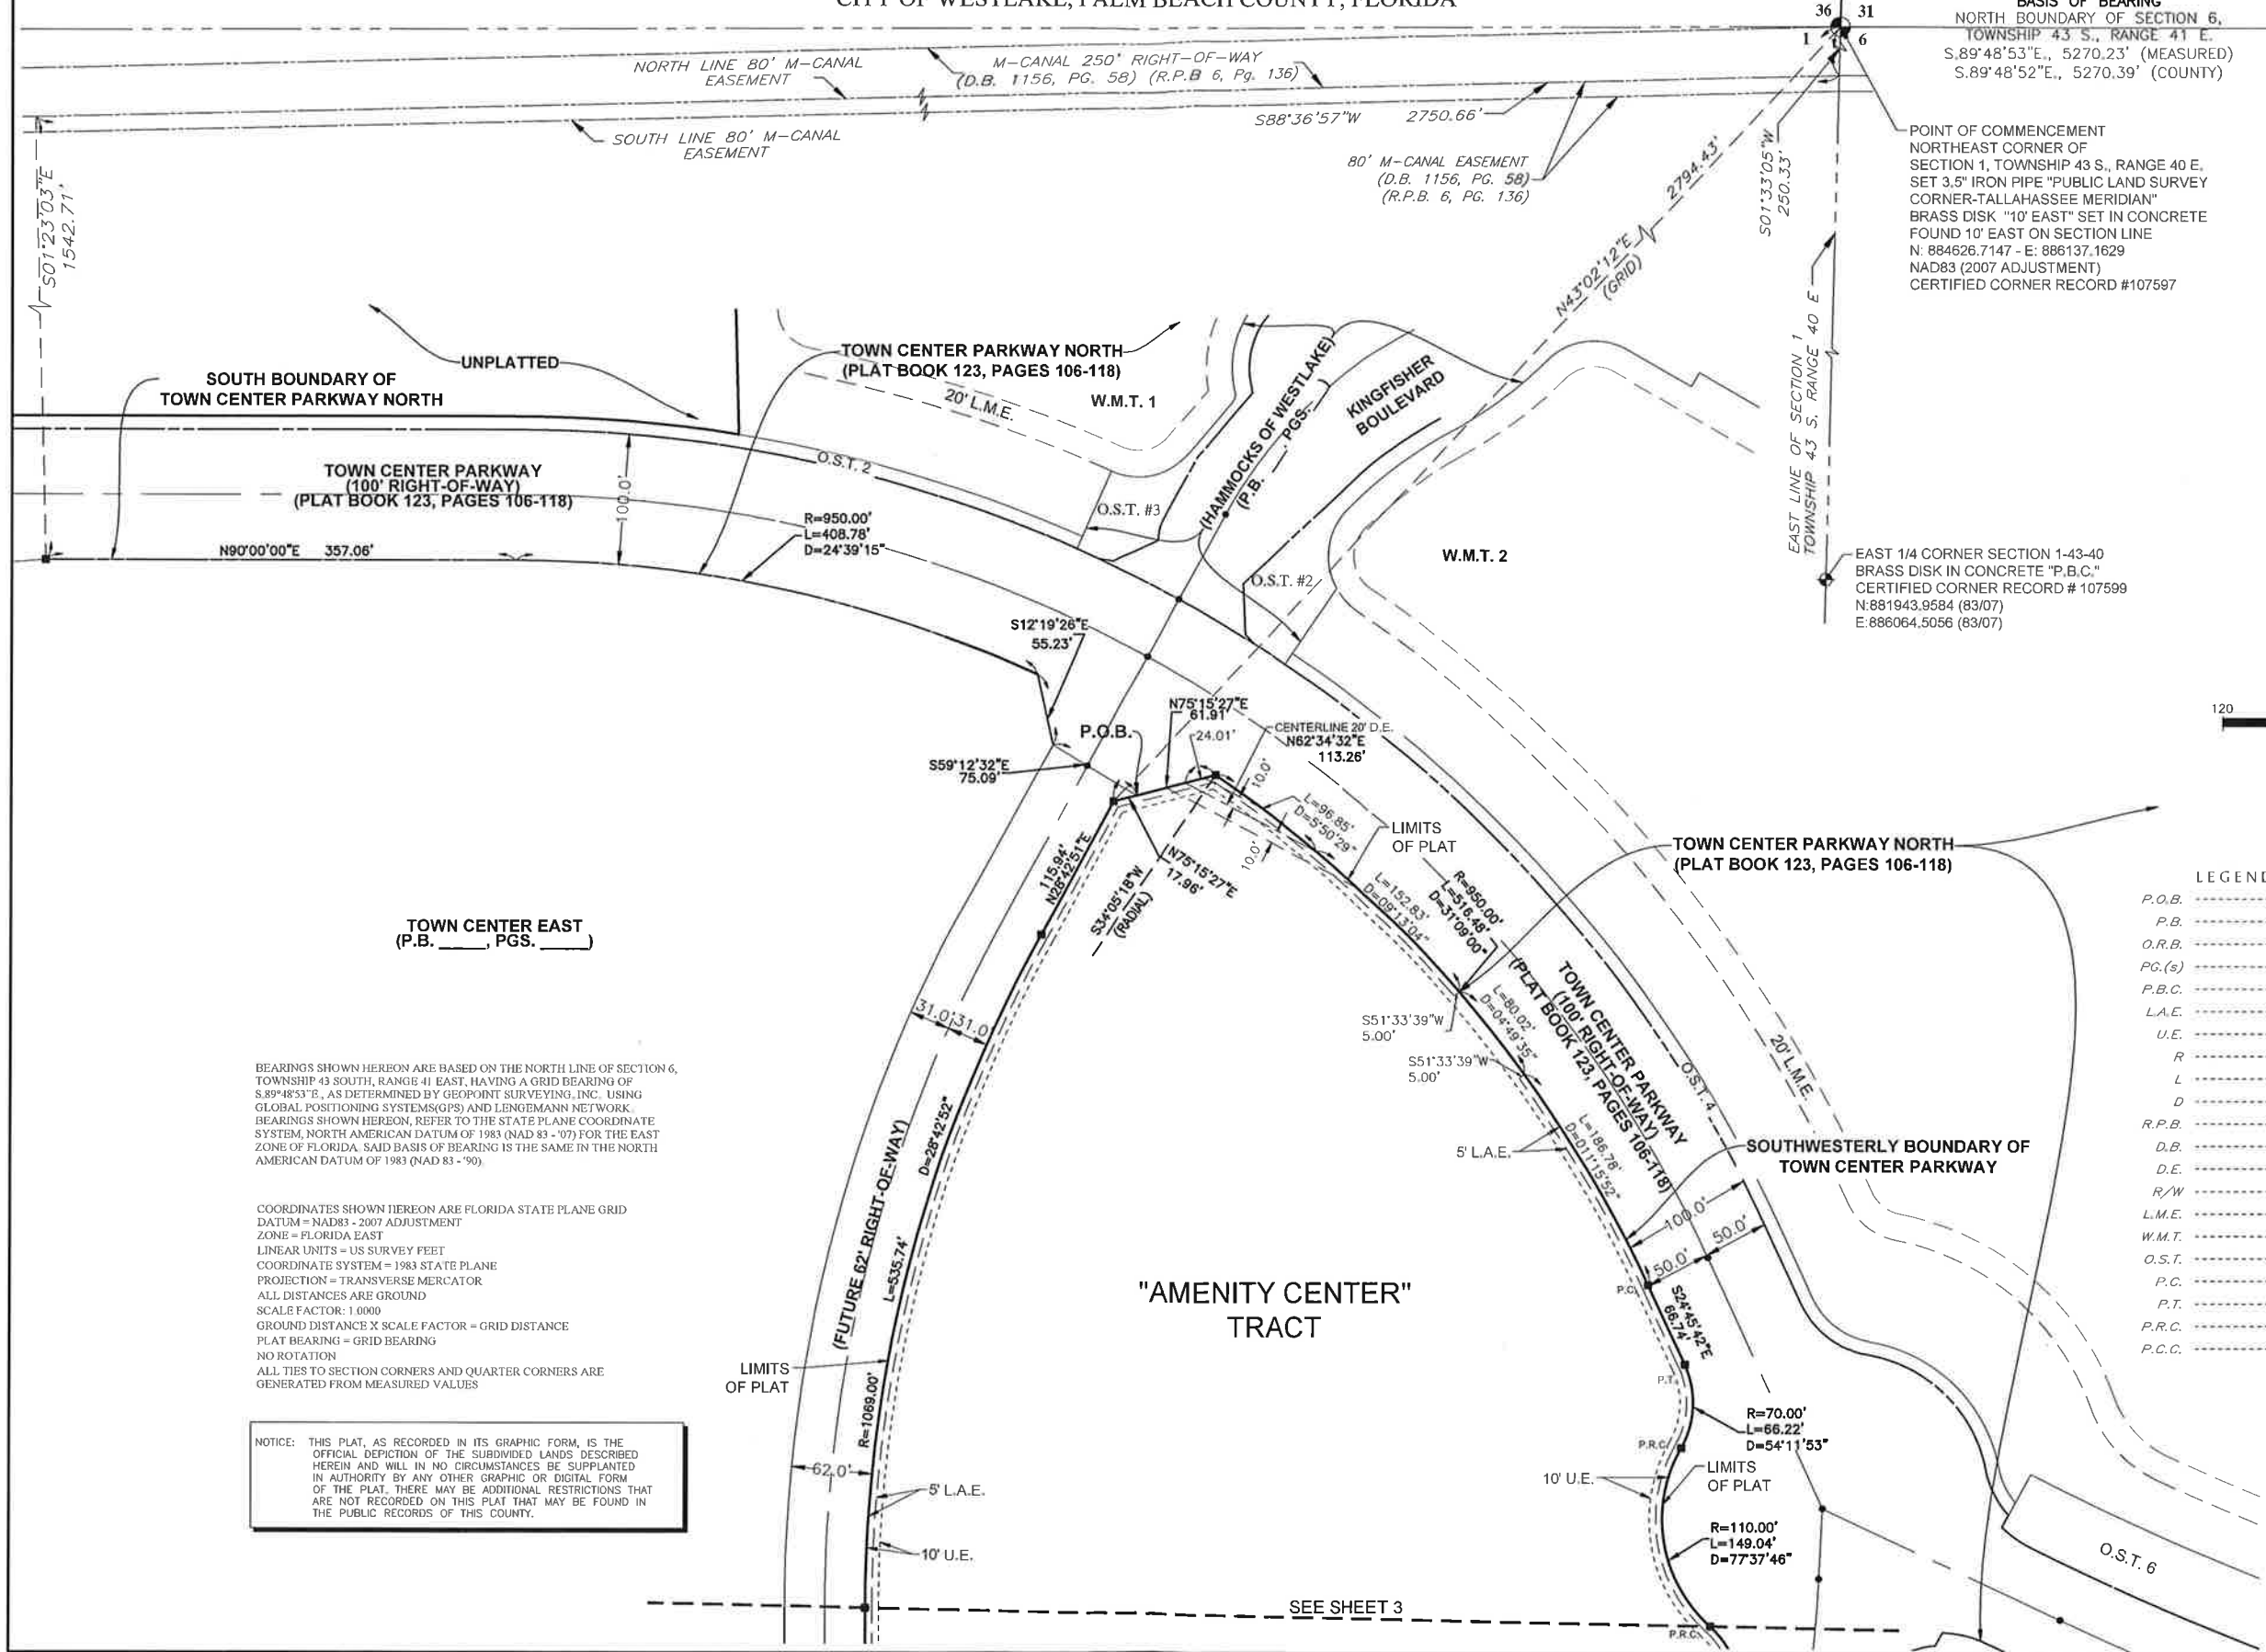 CITY OF WESTLAKE, PALM BEACH COUNTY, FLORIDA
BASIS OF BEARING
NORTH BOUNDARY OF SECTION 6,
TOWNSHIP 43 S., RANGE 41 E.
S.89°48'53"E., 5270.23' (MEASURED)
S.89°48'52"E., 5270.39' (COUNTY)
36 31
1 6
NORTH LINE 80' M-CANAL
EASEMENT
M-CANAL 250' RIGHT-OF-WAY
(D.B. 1156, PG. 58) (R.P.B 6, Pg. 136)
SOUTH LINE 80' M-CANAL
EASEMENT
S88°36'57"W 2750.66'
80' M-CANAL EASEMENT
(D.B. 1156, PG. 58)
(R.P.B. 6, PG. 136)
POINT OF COMMENCEMENT
NORTHEAST CORNER OF
SECTION 1, TOWNSHIP 43 S., RANGE 40 E.
SET 3.5" IRON PIPE "PUBLIC LAND SURVEY
CORNER-TALLAHASSEE MERIDIAN"
BRASS DISK "10' EAST" SET IN CONCRETE
FOUND 10' EAST ON SECTION LINE
N: 884626.7147 - E: 886137.1629
NAD83 (2007 ADJUSTMENT)
CERTIFIED CORNER RECORD #107597
S01°23'03"E
1542.71'
2794.43'
N43°02'12"E
(GRID)
S01°33'05"W
250.33'
EAST LINE OF SECTION 1
TOWNSHIP 43 S. RANGE 40 E
UNPLATTED
SOUTH BOUNDARY OF
TOWN CENTER PARKWAY NORTH
TOWN CENTER PARKWAY NORTH
(PLAT BOOK 123, PAGES 106-118)
20' L.M.E.
W.M.T. 1
(HAMMOCKS OF WESTLAKE)
(P.B. PGS. )
KINGFISHER
BOULEVARD
TOWN CENTER PARKWAY
(100' RIGHT-OF-WAY)
(PLAT BOOK 123, PAGES 106-118)
100.0'
O.S.T. 2
O.S.T. #3
R=950.00'
L=408.78'
D=24°39'15"
N90°00'00"E 357.06'
O.S.T. #2
W.M.T. 2
EAST 1/4 CORNER SECTION 1-43-40
BRASS DISK IN CONCRETE "P.B.C."
CERTIFIED CORNER RECORD # 107599
N:881943.9584 (83/07)
E:886064.5056 (83/07)
S12°19'26"E
55.23'
P.O.B.
S59°12'32"E
75.09'
N75°15'27"E
61.91'
24.01'
CENTERLINE 20' D.E.
N62°34'32"E
113.26'
120
10.0'
10.0'
L=96.85'
D=5°50'29"
LIMITS
OF PLAT
115.94'
N28°42'51"E
N75°15'27"E
17.96'
S34°05'18"W
(RADIAL)
L=152.83'
D=09°13'04"
R=950.00'
L=516.48'
D=31°09'00"
TOWN CENTER PARKWAY NORTH
(PLAT BOOK 123, PAGES 106-118)
TOWN CENTER EAST
(P.B. _____, PGS. _____)
31.0' 31.0
S51°33'39"W
5.00'
S51°33'39"W
5.00'
L=80.02'
D=04°49'35"
TOWN CENTER PARKWAY
(100' RIGHT-OF-WAY)
(PLAT BOOK 123, PAGES 106-118)
O.S.T. 4
20' L.M.E.
5' L.A.E.
L=186.78'
D=011°15'52"
SOUTHWESTERLY BOUNDARY OF
TOWN CENTER PARKWAY
100.0'
50.0'
50.0'
LEGEND
P.O.B.
P.B.
O.R.B.
PG.(s)
P.B.C.
L.A.E.
U.E.
R
L
D
R.P.B.
D.B.
D.E.
R/W
L.M.E.
W.M.T.
O.S.T.
P.C.
P.T.
P.R.C.
P.C.C.
BEARINGS SHOWN HEREON ARE BASED ON THE NORTH LINE OF SECTION 6,
TOWNSHIP 43 SOUTH, RANGE 41 EAST, HAVING A GRID BEARING OF
S.89°48'53"E., AS DETERMINED BY GEOPOINT SURVEYING, INC. USING
GLOBAL POSITIONING SYSTEMS(GPS) AND LENGEMANN NETWORK.
BEARINGS SHOWN HEREON, REFER TO THE STATE PLANE COORDINATE
SYSTEM, NORTH AMERICAN DATUM OF 1983 (NAD 83 - '07) FOR THE EAST
ZONE OF FLORIDA. SAID BASIS OF BEARING IS THE SAME IN THE NORTH
AMERICAN DATUM OF 1983 (NAD 83 - '90).
COORDINATES SHOWN HEREON ARE FLORIDA STATE PLANE GRID
DATUM = NAD83 - 2007 ADJUSTMENT
ZONE = FLORIDA EAST
LINEAR UNITS = US SURVEY FEET
COORDINATE SYSTEM = 1983 STATE PLANE
PROJECTION = TRANSVERSE MERCATOR
ALL DISTANCES ARE GROUND
SCALE FACTOR: 1.0000
GROUND DISTANCE X SCALE FACTOR = GRID DISTANCE
PLAT BEARING = GRID BEARING
NO ROTATION
ALL TIES TO SECTION CORNERS AND QUARTER CORNERS ARE
GENERATED FROM MEASURED VALUES
NOTICE: THIS PLAT, AS RECORDED IN ITS GRAPHIC FORM, IS THE
OFFICIAL DEPICTION OF THE SUBDIVIDED LANDS DESCRIBED
HEREIN AND WILL IN NO CIRCUMSTANCES BE SUPPLANTED
IN AUTHORITY BY ANY OTHER GRAPHIC OR DIGITAL FORM
OF THE PLAT. THERE MAY BE ADDITIONAL RESTRICTIONS THAT
ARE NOT RECORDED ON THIS PLAT THAT MAY BE FOUND IN
THE PUBLIC RECORDS OF THIS COUNTY.
(FUTURE 62' RIGHT-OF-WAY)
D=28°42'52"
L=535.74'
R=1069.00'
LIMITS
OF PLAT
62.0'
5' L.A.E.
10' U.E.
"AMENITY CENTER"
TRACT
P.C.
S24°45'42"E
66.74'
P.T.
R=70.00'
L=66.22'
D=54°11'53"
P.R.C.
10' U.E.
LIMITS
OF PLAT
R=110.00'
L=149.04'
D=77°37'46"
O.S.T. 6
SEE SHEET 3
P.R.C.